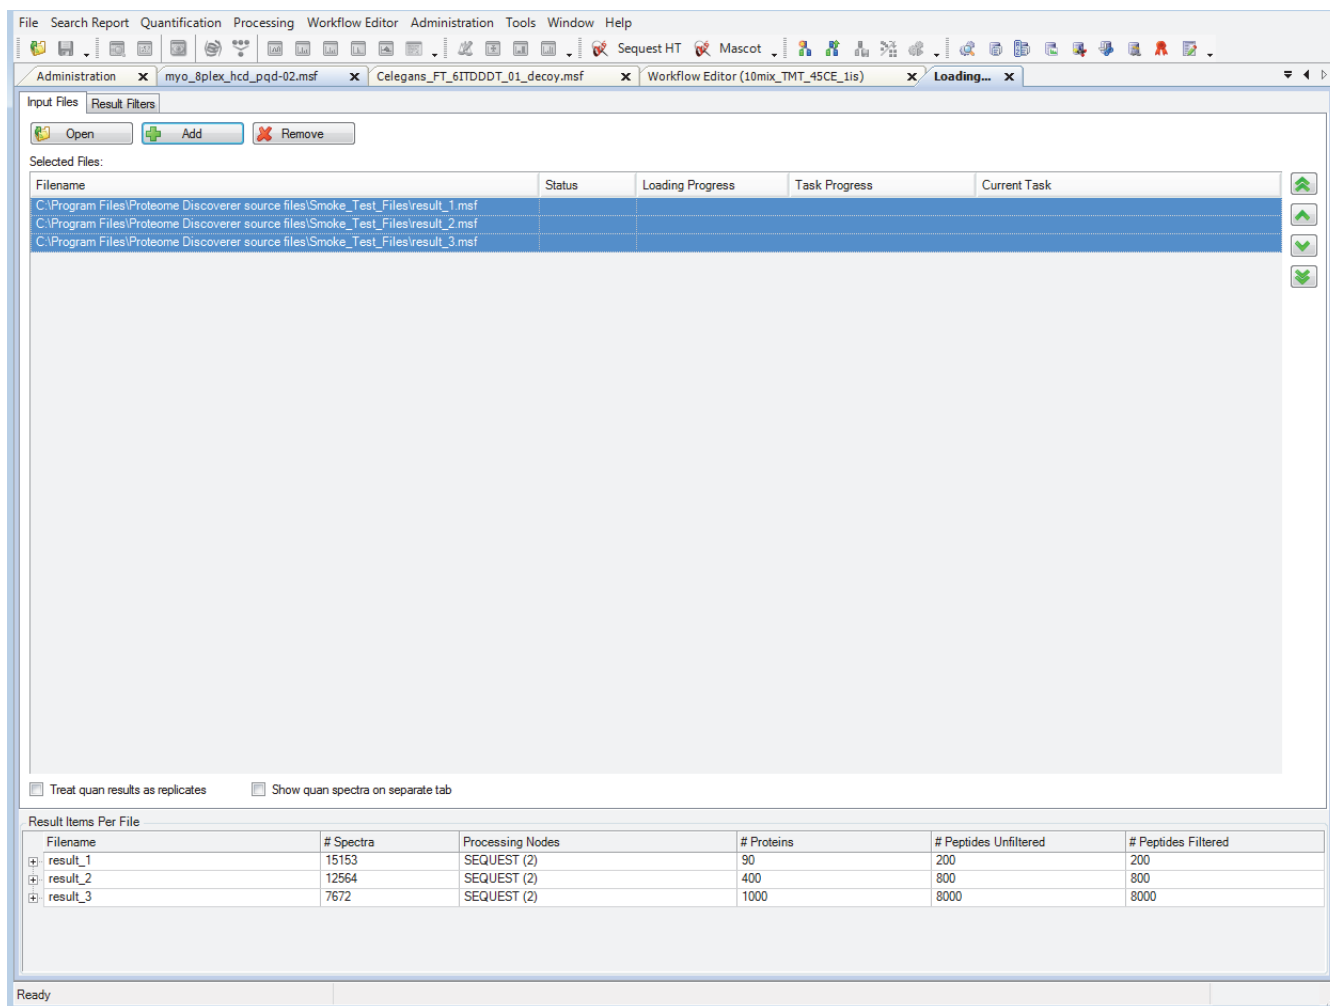 File Search Report Quantification Processing Workflow Editor Administration Tools Window Help
Sequest HT Mascot
Administration x myo_8plex_hcd_pqd-02.msf x Celegans_FT_6ITDDDT_01_decoy.msf x Workflow Editor (10mix_TMT_45CE_1is) x Loading... x
Input Files Result Filters
Open Add Remove
Selected Files:
Filename Status Loading Progress Task Progress Current Task
C:\Program Files\Proteome Discoverer source files\Smoke_Test_Files\result_1.msf
C:\Program Files\Proteome Discoverer source files\Smoke_Test_Files\result_2.msf
C:\Program Files\Proteome Discoverer source files\Smoke_Test_Files\result_3.msf
Treat quan results as replicates Show quan spectra on separate tab
Result Items Per File
Filename # Spectra Processing Nodes # Proteins # Peptides Unfiltered # Peptides Filtered
result_1 15153 SEQUEST (2) 90 200 200
result_2 12564 SEQUEST (2) 400 800 800
result_3 7672 SEQUEST (2) 1000 8000 8000
Ready